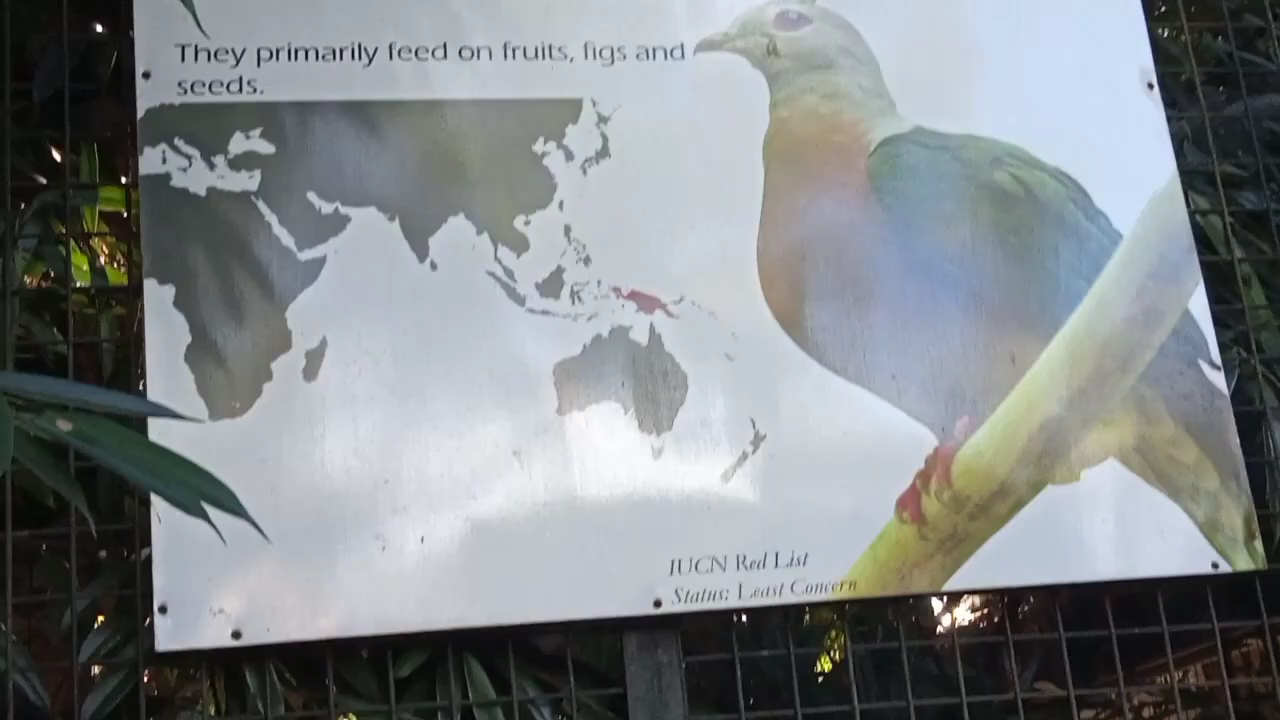 They primarily feed on fruits, figs and
seeds.
IUCN Red List
Status: Least Concern